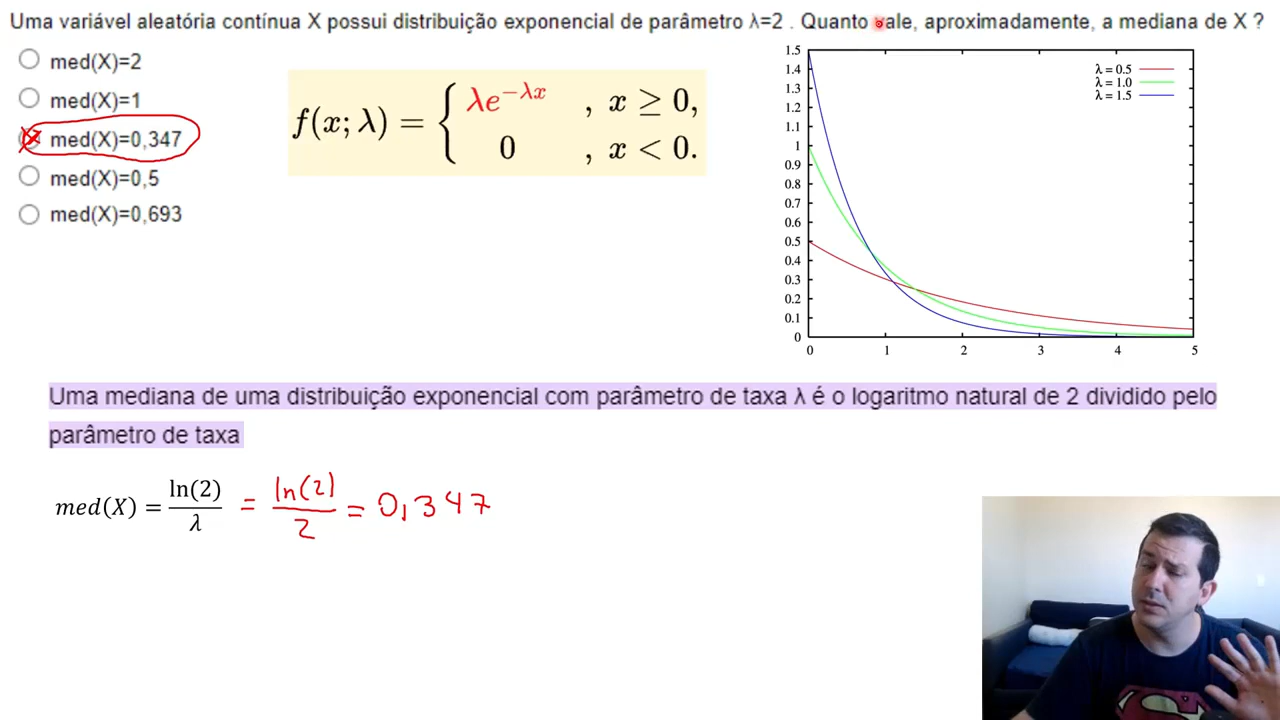 Uma variável aleatória contínua X possui distribuição exponencial de parâmetro λ=2 . Quanto vale, aproximadamente, a mediana de X ?
med(X)=2
med(X)=1
med(X)=0,347
med(X)=0,5
med(X)=0,693
f(x; λ) = { λe^{−λx} , x ≥ 0,
0 , x < 0.
1.5
1.4
1.3
1.2
1.1
1
0.9
0.8
0.7
0.6
0.5
0.4
0.3
0.2
0.1
0
0 1 2 3 4 5
λ = 0.5
λ = 1.0
λ = 1.5
Uma mediana de uma distribuição exponencial com parâmetro de taxa λ é o logaritmo natural de 2 dividido pelo
parâmetro de taxa
med(X) = ln(2)/λ = ln(2)/2 = 0,347